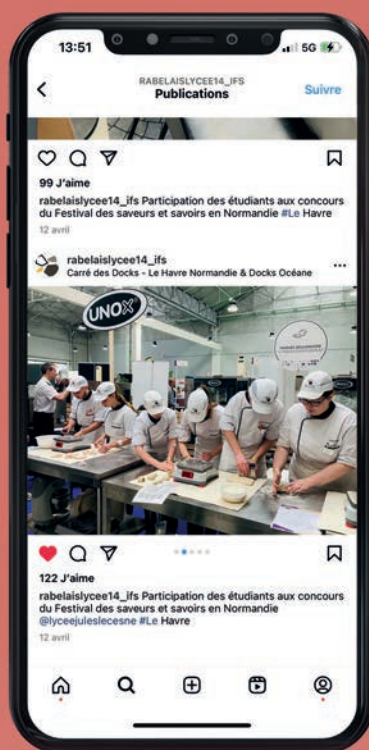 13:51
5G
RABELAISLYCEE14_IFS
Publications
Suivre
99 J'aime
rabelaislycee14_ifs Participation des étudiants aux concours
du Festival des saveurs et savoirs en Normandie #Le Havre
12 avril
rabelaislycee14_ifs
Carré des Docks - Le Havre Normandie & Docks Océane
UNOX
122 J'aime
rabelaislycee14_ifs Participation des étudiants aux concours
du Festival des saveurs et savoirs en Normandie
@lyceejuleslecesne #Le Havre
12 avril